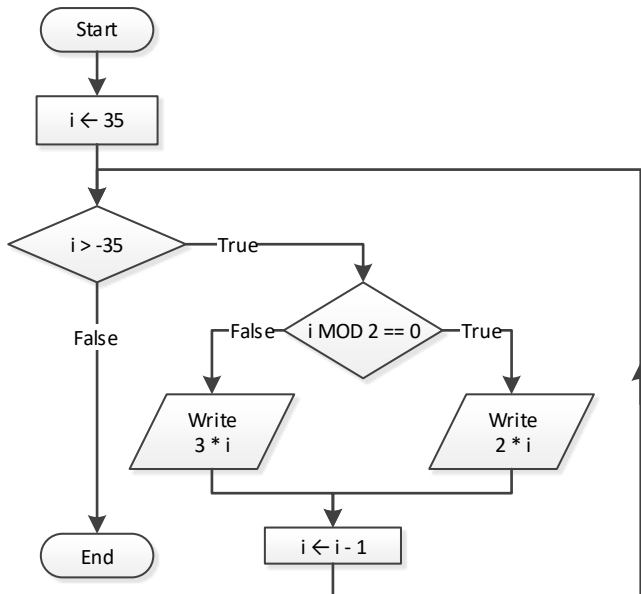 Start
i ← 35
i > -35
True
i MOD 2 == 0
False
True
False
Write
3 * i
Write
2 * i
i ← i - 1
End